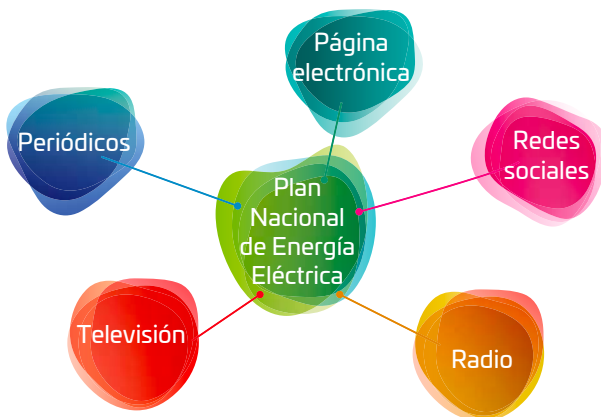 Página
electrónica
Periódicos
Redes
sociales
Plan
Nacional
de Energía
Eléctrica
Televisión
Radio